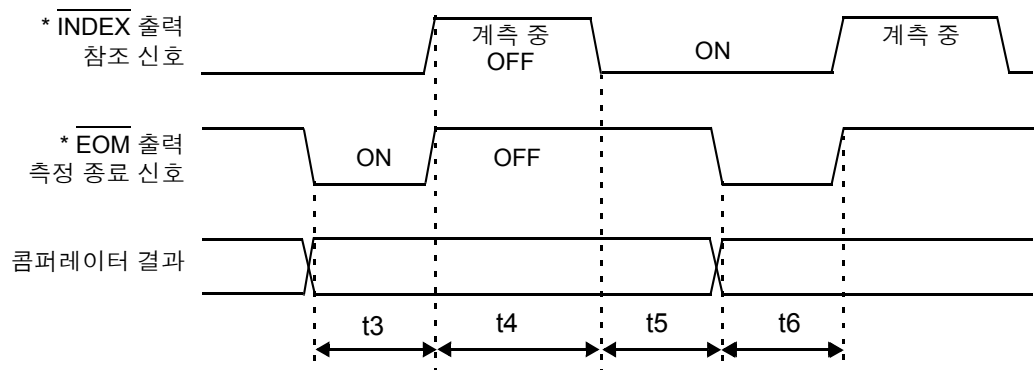 * INDEX 출력
참조 신호
계측 중
OFF
ON
계측 중
* EOM 출력
측정 종료 신호
ON
OFF
콤퍼레이터 결과
t3
t4
t5
t6